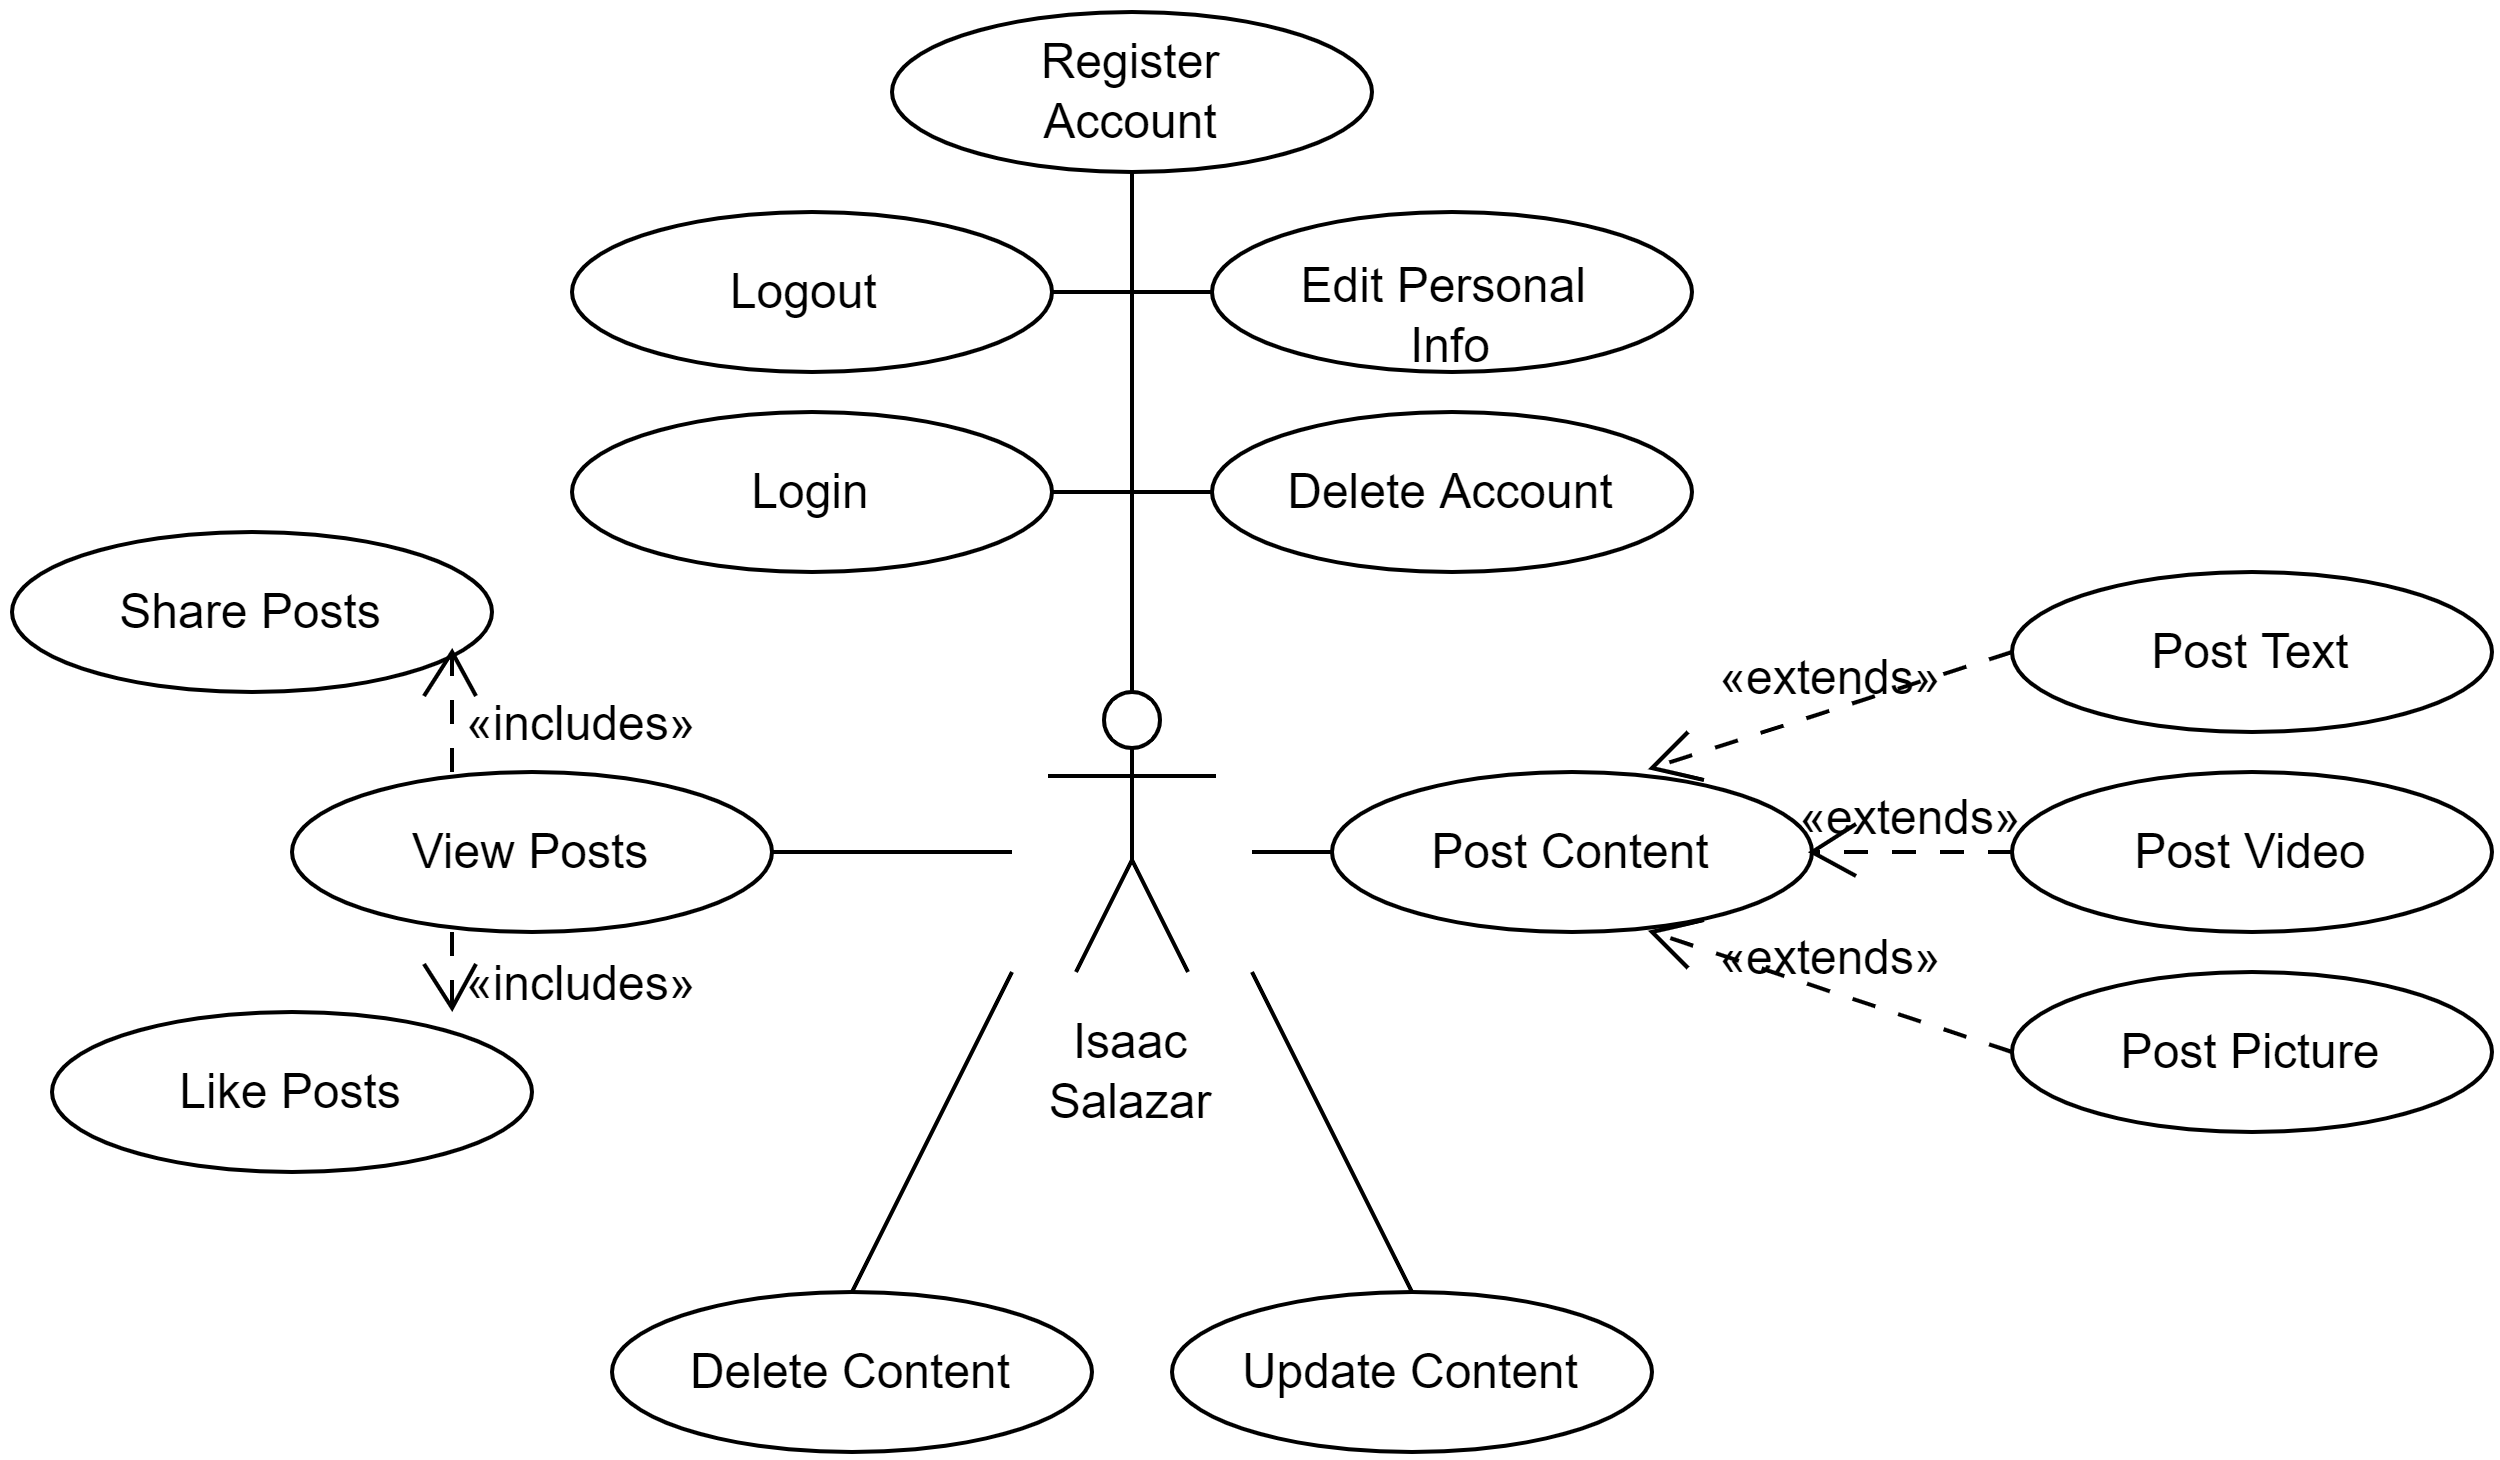 Register
Account
Logout
Edit Personal
Info
Login
Delete Account
Share Posts
Post Text
«extends»
«includes»
«extends»
View Posts
Post Content
Post Video
«extends»
«includes»
Isaac
Salazar
Post Picture
Like Posts
Delete Content
Update Content